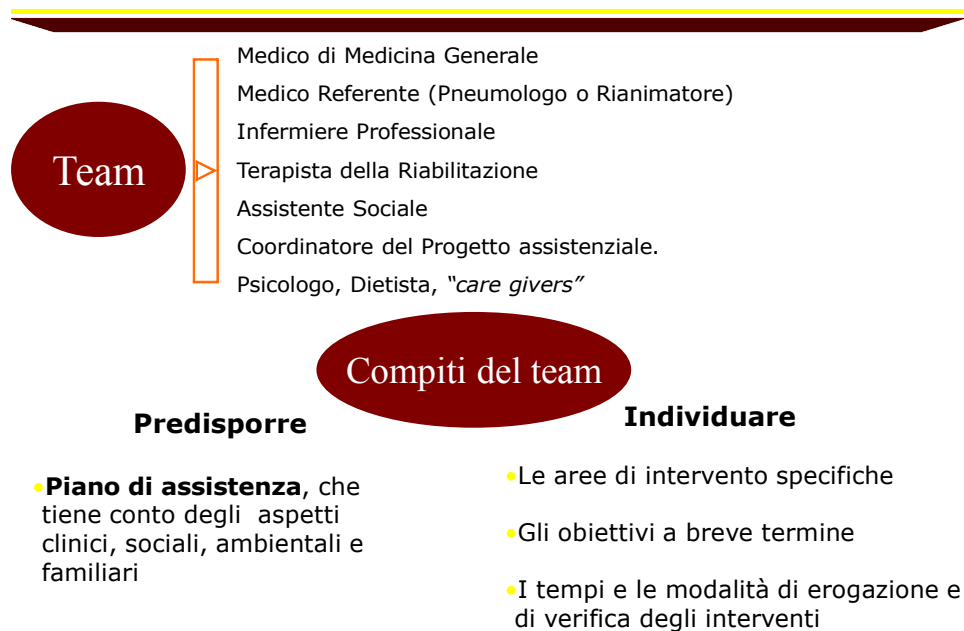 Medico di Medicina Generale
Medico Referente (Pneumologo o Rianimatore)
Infermiere Professionale
Team
Terapista della Riabilitazione
Assistente Sociale
Coordinatore del Progetto assistenziale.
Psicologo, Dietista, “care givers”
Compiti del team
Predisporre
•Piano di assistenza, che
tiene conto degli aspetti
clinici, sociali, ambientali e
familiari
Individuare
•Le aree di intervento specifiche
•Gli obiettivi a breve termine
•I tempi e le modalità di erogazione e
di verifica degli interventi